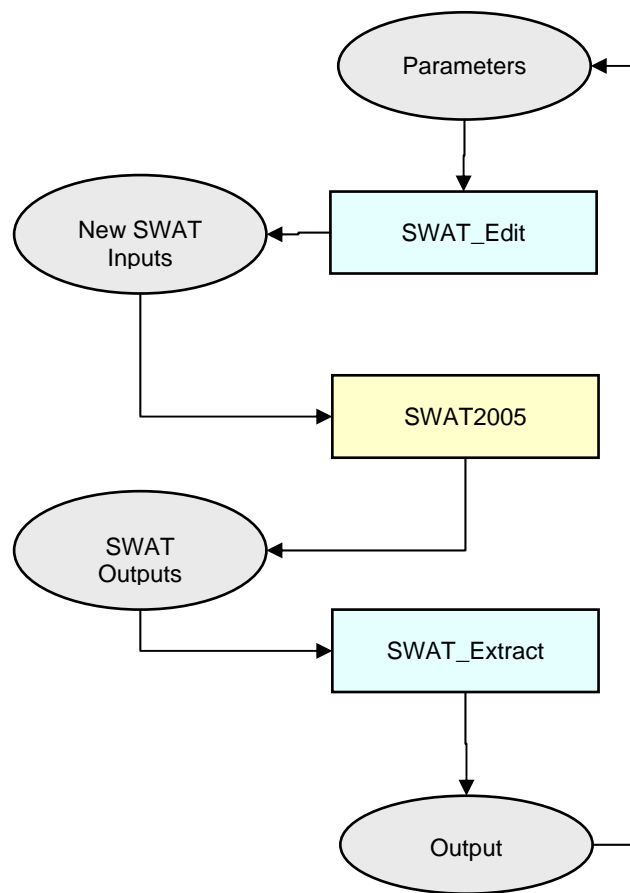 Parameters
SWAT_Edit
New SWAT
Inputs
SWAT2005
SWAT
Outputs
SWAT_Extract
Output